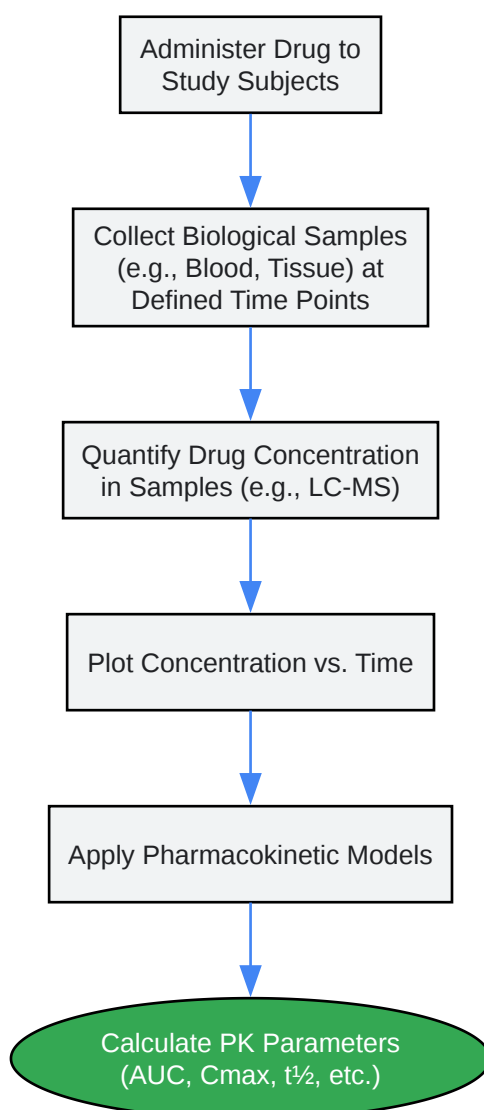 Administer Drug to
Study Subjects
Collect Biological Samples
(e.g., Blood, Tissue) at
Defined Time Points
Quantify Drug Concentration
in Samples (e.g., LC-MS)
Plot Concentration vs. Time
Apply Pharmacokinetic Models
Calculate PK Parameters
(AUC, Cmax, t½, etc.)